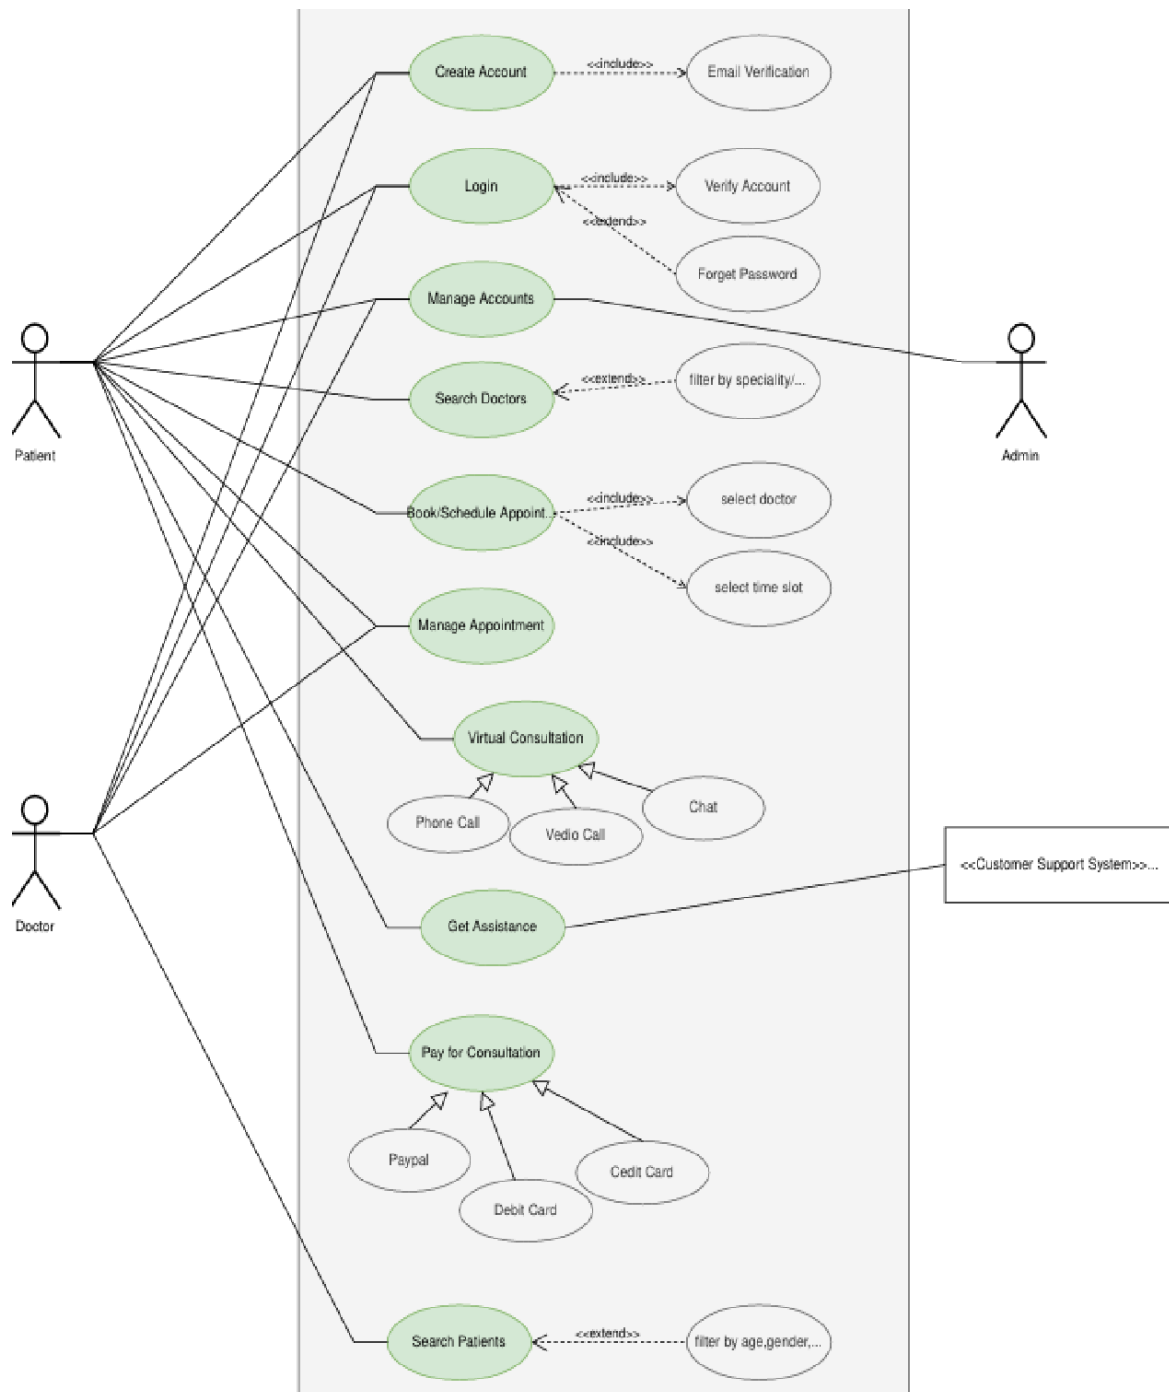 Create Account
<<include>>
Email Verification
Login
<<include>>
Verify Account
<<extend>>
Forget Password
Manage Accounts
Patient
Search Doctors
<<extend>>
filter by speciality/...
Admin
Book/Schedule Appoint...
<<include>>
select doctor
<<include>>
select time slot
Manage Appointment
Virtual Consultation
Phone Call
Vedio Call
Chat
Doctor
<<Customer Support System>>...
Get Assistance
Pay for Consultation
Paypal
Debit Card
Cedit Card
Search Patients
<<extend>>
filter by age,gender,...